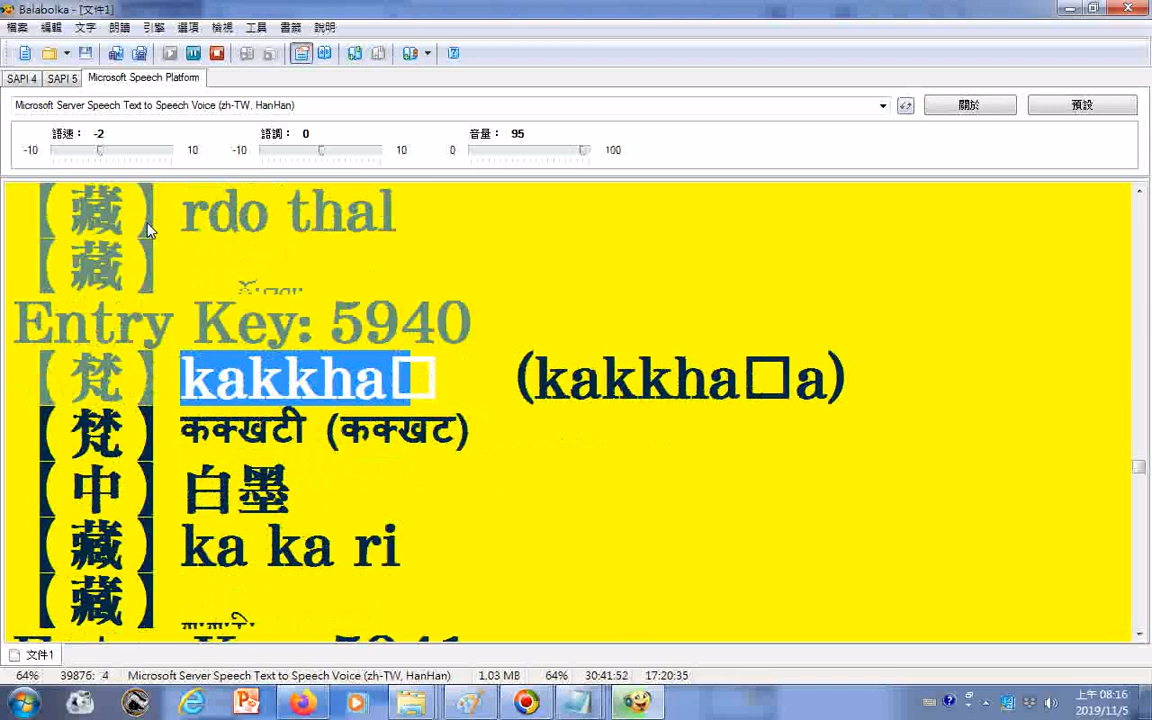 Balabolka - [文件1]
檔案 編輯 文字 朗讀 引擎 選項 檢視 工具 書籤 說明
SAPI 4 SAPI 5 Microsoft Speech Platform
Microsoft Server Speech Text to Speech Voice (zh-TW, HanHan) 關於 預設
語速： -2 語調： 0 音量： 95
-10 10 -10 10 0 100
【藏】 rdo thal
【藏】
Entry Key: 5940
【梵】 kakkha□ (kakkha□a)
【梵】 कक्खटी (कक्खट)
【中】 白墨
【藏】 ka ka ri
【藏】
Entry Key: 5941
文件1
64% 39876: 4 Microsoft Server Speech Text to Speech Voice (zh-TW, HanHan) 1.03 MB 64% 30:41:52 17:20:35
上午 08:16
2019/11/5